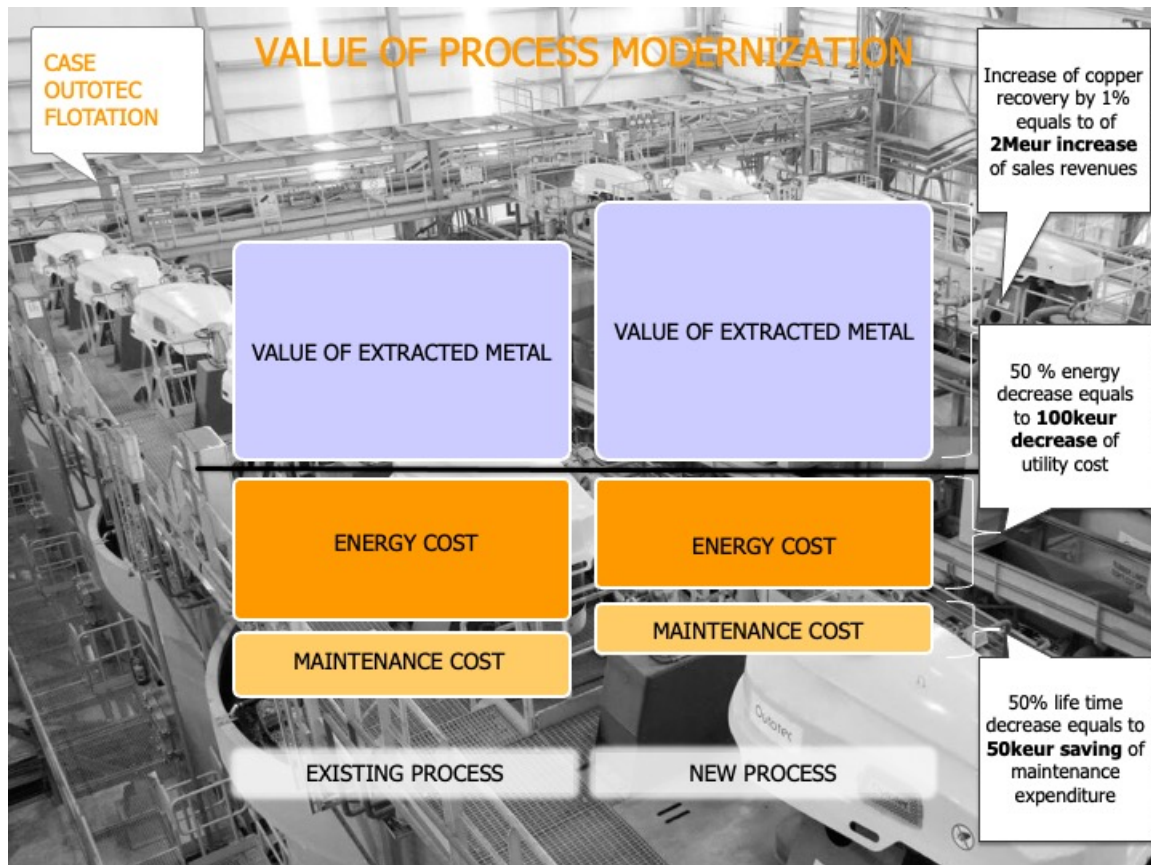 CASE
OUTOTEC
FLOTATION
VALUE OF PROCESS MODERNIZATION
Increase of copper
recovery by 1%
equals to of
2Meur increase
of sales revenues
VALUE OF EXTRACTED METAL
VALUE OF EXTRACTED METAL
50 % energy
decrease equals
to 100keur
decrease of
utility cost
ENERGY COST
ENERGY COST
MAINTENANCE COST
MAINTENANCE COST
50% life time
decrease equals to
50keur saving of
maintenance
expenditure
EXISTING PROCESS
NEW PROCESS
Outotec